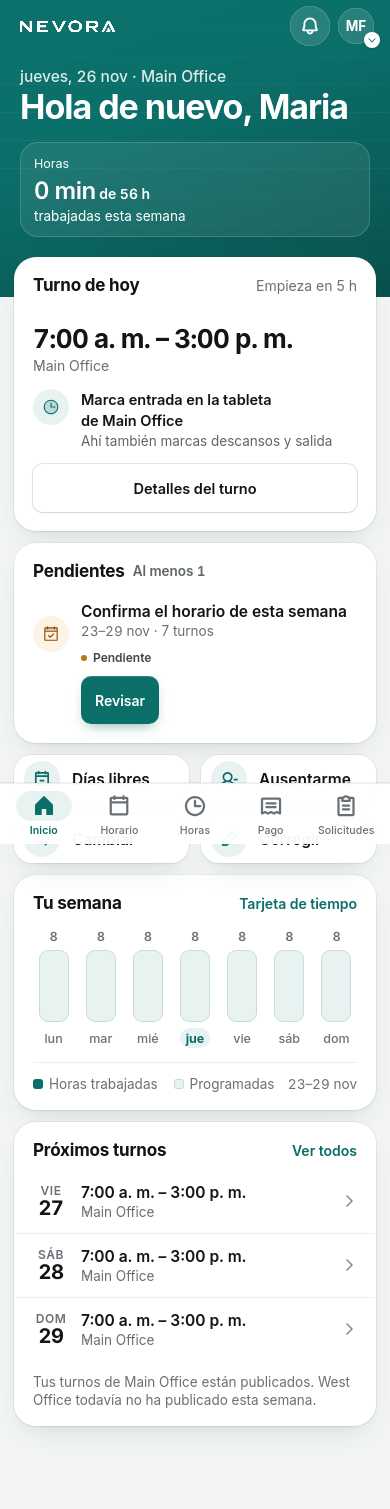 NEVORA
MF
jueves, 26 nov · Main Office
Hola de nuevo, Maria
Horas
0 min de 56 h
trabajadas esta semana
Turno de hoy
Empieza en 5 h
7:00 a. m. – 3:00 p. m.
Main Office
Marca entrada en la tableta
de Main Office
Ahí también marcas descansos y salida
Detalles del turno
Pendientes Al menos 1
Confirma el horario de esta semana
23–29 nov · 7 turnos
Pendiente
Revisar
Días libres
Ausentarme
Inicio
Horario
Horas
Pago
Solicitudes
Tu semana
Tarjeta de tiempo
8 8 8 8 8 8 8
lun mar mié jue vie sáb dom
Horas trabajadas Programadas 23–29 nov
Próximos turnos
Ver todos
VIE
27
7:00 a. m. – 3:00 p. m.
Main Office
SÁB
28
7:00 a. m. – 3:00 p. m.
Main Office
DOM
29
7:00 a. m. – 3:00 p. m.
Main Office
Tus turnos de Main Office están publicados. West
Office todavía no ha publicado esta semana.